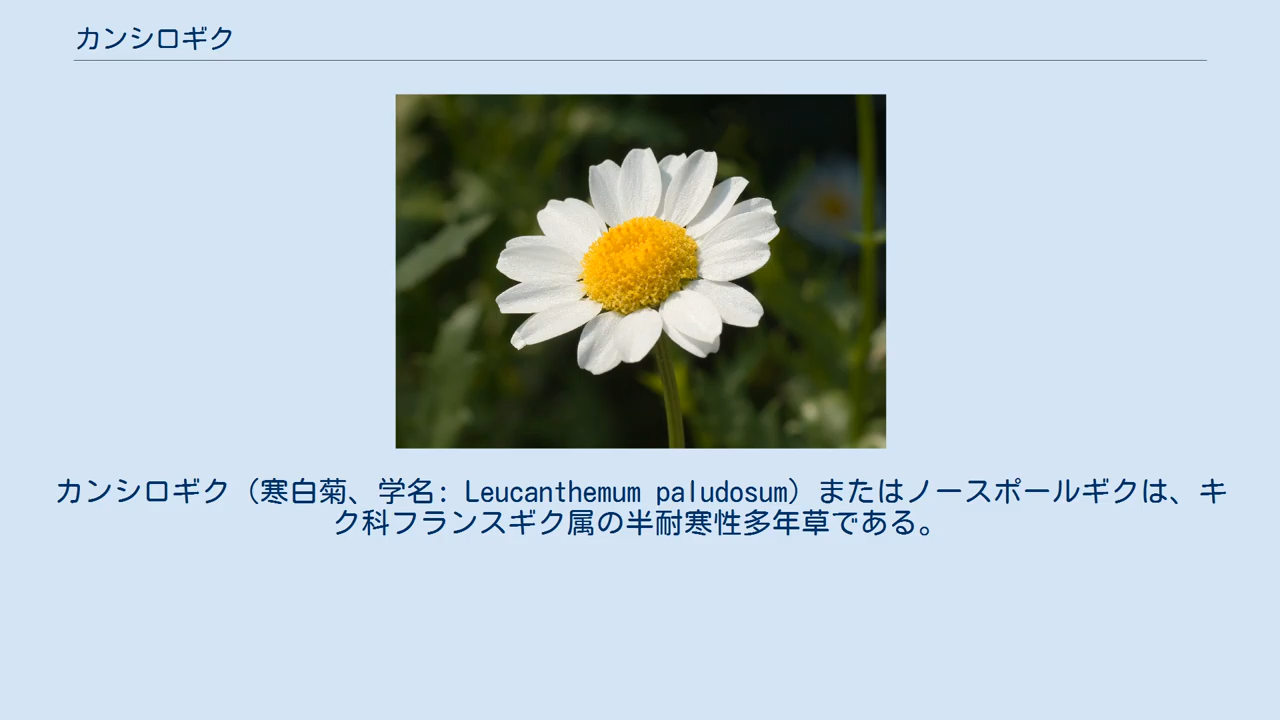 カンシロギク
カンシロギク（寒白菊、学名: Leucanthemum paludosum）またはノースポールギクは、キ
ク科フランスギク属の半耐寒性多年草である。